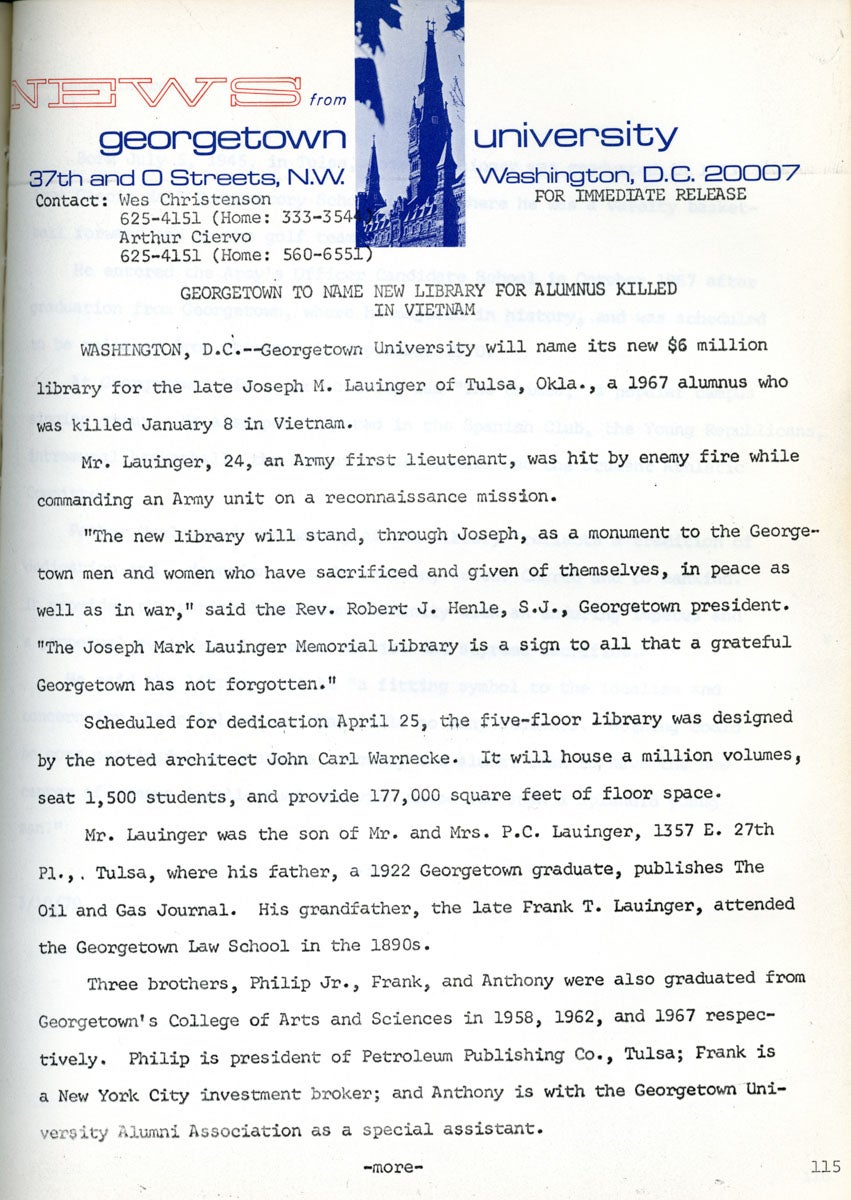 NEWS from
georgetown university
37th and O Streets, N.W. Washington, D.C. 20007
Contact: Wes Christenson FOR IMMEDIATE RELEASE
625-4151 (Home: 333-3544)
Arthur Ciervo
625-4151 (Home: 560-6551)
GEORGETOWN TO NAME NEW LIBRARY FOR ALUMNUS KILLED
IN VIETNAM
WASHINGTON, D.C.--Georgetown University will name its new $6 million
library for the late Joseph M. Lauinger of Tulsa, Okla., a 1967 alumnus who
was killed January 8 in Vietnam.
Mr. Lauinger, 24, an Army first lieutenant, was hit by enemy fire while
commanding an Army unit on a reconnaissance mission.
"The new library will stand, through Joseph, as a monument to the George-
town men and women who have sacrificed and given of themselves, in peace as
well as in war," said the Rev. Robert J. Henle, S.J., Georgetown president.
"The Joseph Mark Lauinger Memorial Library is a sign to all that a grateful
Georgetown has not forgotten."
Scheduled for dedication April 25, the five-floor library was designed
by the noted architect John Carl Warnecke. It will house a million volumes,
seat 1,500 students, and provide 177,000 square feet of floor space.
Mr. Lauinger was the son of Mr. and Mrs. P.C. Lauinger, 1357 E. 27th
Pl.,. Tulsa, where his father, a 1922 Georgetown graduate, publishes The
Oil and Gas Journal. His grandfather, the late Frank T. Lauinger, attended
the Georgetown Law School in the 1890s.
Three brothers, Philip Jr., Frank, and Anthony were also graduated from
Georgetown's College of Arts and Sciences in 1958, 1962, and 1967 respec-
tively. Philip is president of Petroleum Publishing Co., Tulsa; Frank is
a New York City investment broker; and Anthony is with the Georgetown Uni-
versity Alumni Association as a special assistant.
-more-
115